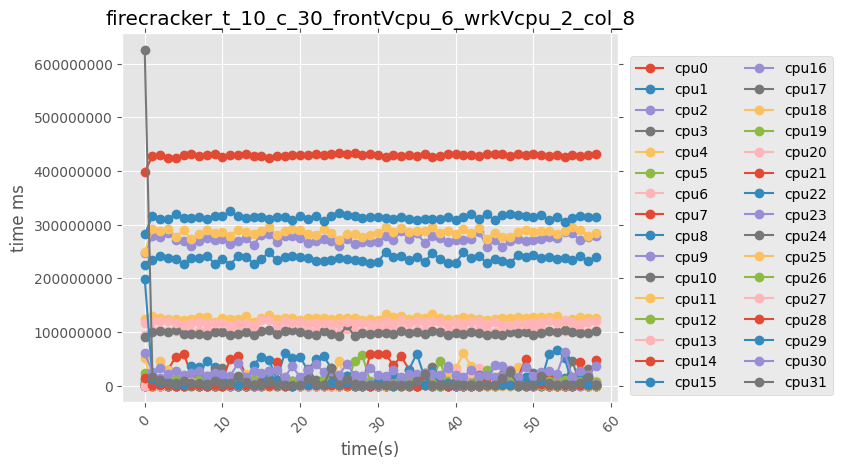 firecracker_t_10_c_30_frontVcpu_6_wrkVcpu_2_col_8
600000000
500000000
400000000
300000000
200000000
100000000
0
time ms
0 10 20 30 40 50 60
time(s)
cpu0 cpu16
cpu1 cpu17
cpu2 cpu18
cpu3 cpu19
cpu4 cpu20
cpu5 cpu21
cpu6 cpu22
cpu7 cpu23
cpu8 cpu24
cpu9 cpu25
cpu10 cpu26
cpu11 cpu27
cpu12 cpu28
cpu13 cpu29
cpu14 cpu30
cpu15 cpu31